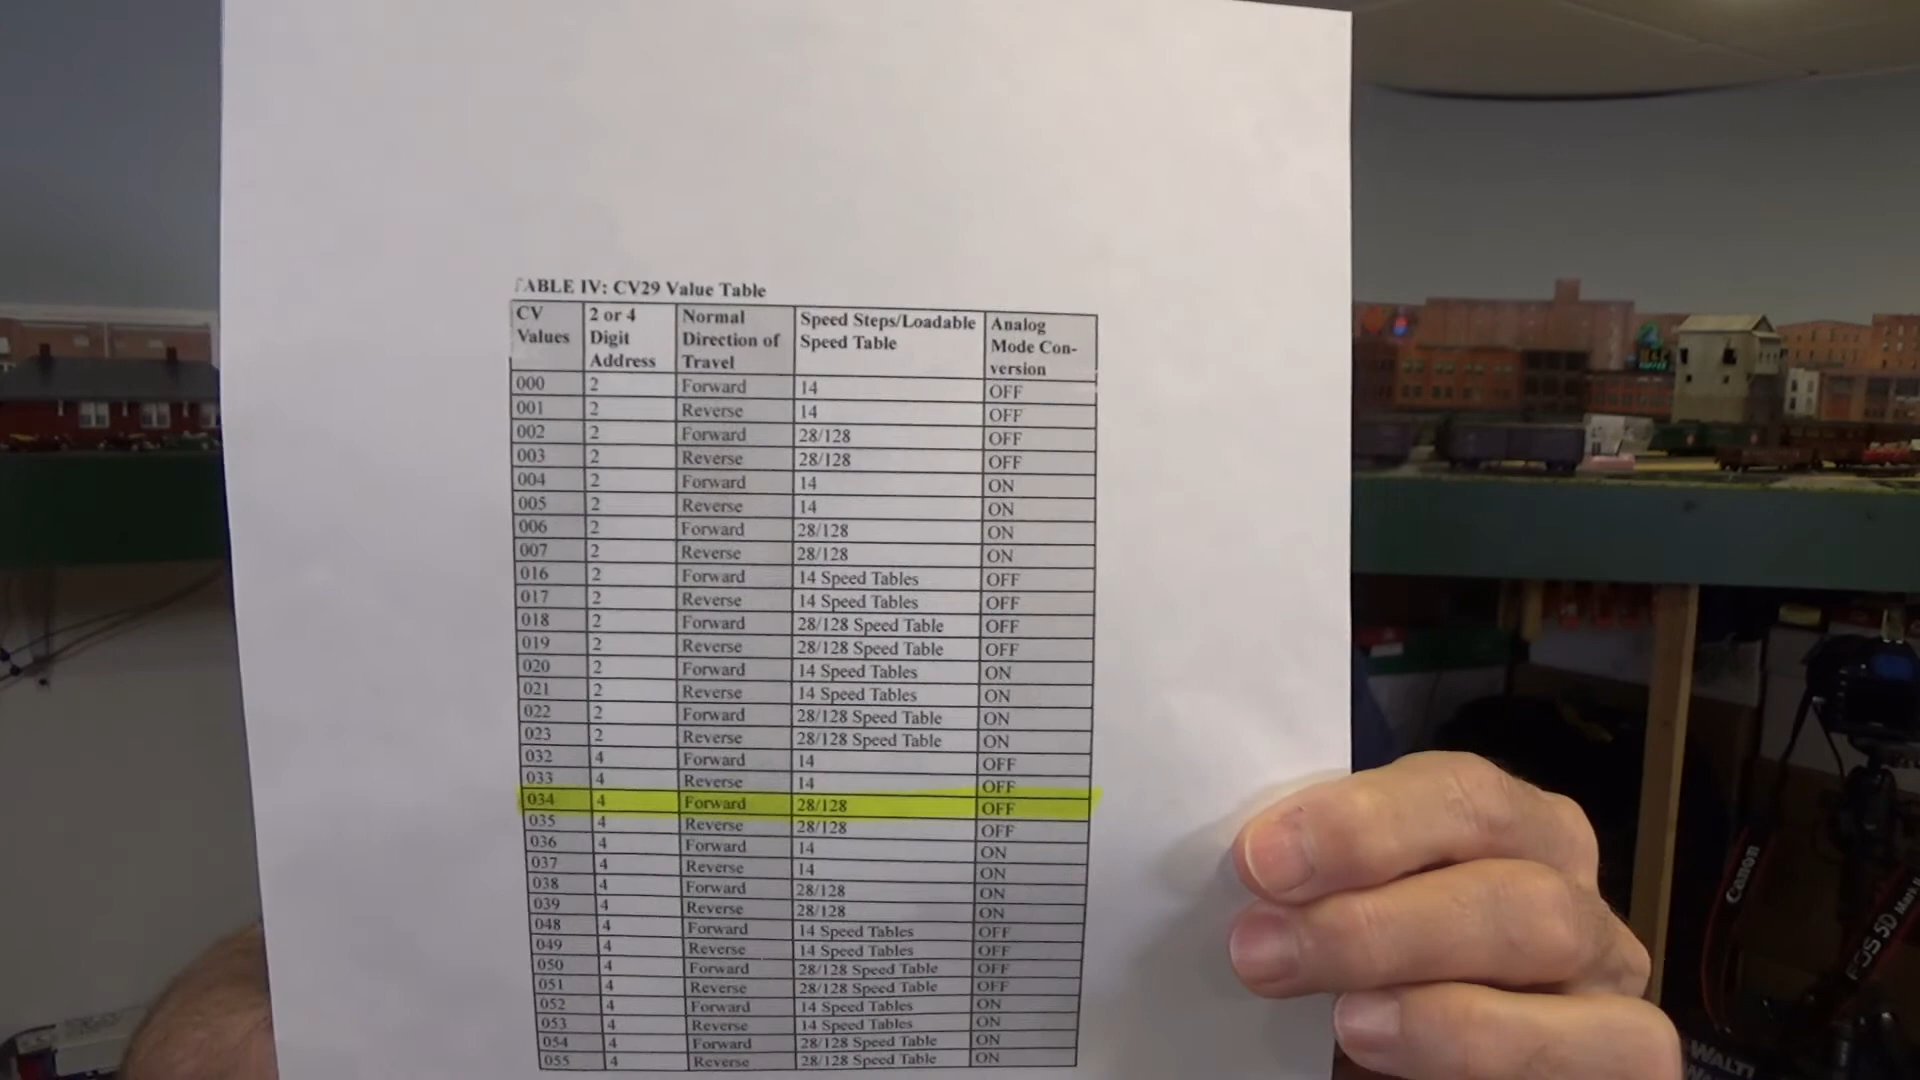 TABLE IV: CV29 Value Table
CV Values 2 or 4 Digit Address Normal Direction of Travel Speed Steps/Loadable Speed Table Analog Mode Con-version
000 2 Forward 14 OFF
001 2 Reverse 14 OFF
002 2 Forward 28/128 OFF
003 2 Reverse 28/128 OFF
004 2 Forward 14 ON
005 2 Reverse 14 ON
006 2 Forward 28/128 ON
007 2 Reverse 28/128 ON
016 2 Forward 14 Speed Tables OFF
017 2 Reverse 14 Speed Tables OFF
018 2 Forward 28/128 Speed Table OFF
019 2 Reverse 28/128 Speed Table OFF
020 2 Forward 14 Speed Tables ON
021 2 Reverse 14 Speed Tables ON
022 2 Forward 28/128 Speed Table ON
023 2 Reverse 28/128 Speed Table ON
032 4 Forward 14 OFF
033 4 Reverse 14 OFF
034 4 Forward 28/128 OFF
035 4 Reverse 28/128 OFF
036 4 Forward 14 ON
037 4 Reverse 14 ON
038 4 Forward 28/128 ON
039 4 Reverse 28/128 ON
048 4 Forward 14 Speed Tables OFF
049 4 Reverse 14 Speed Tables OFF
050 4 Forward 28/128 Speed Table OFF
051 4 Reverse 28/128 Speed Table OFF
052 4 Forward 14 Speed Tables ON
053 4 Reverse 14 Speed Tables ON
054 4 Forward 28/128 Speed Table ON
055 4 Reverse 28/128 Speed Table ON
Canon
EOS 5D